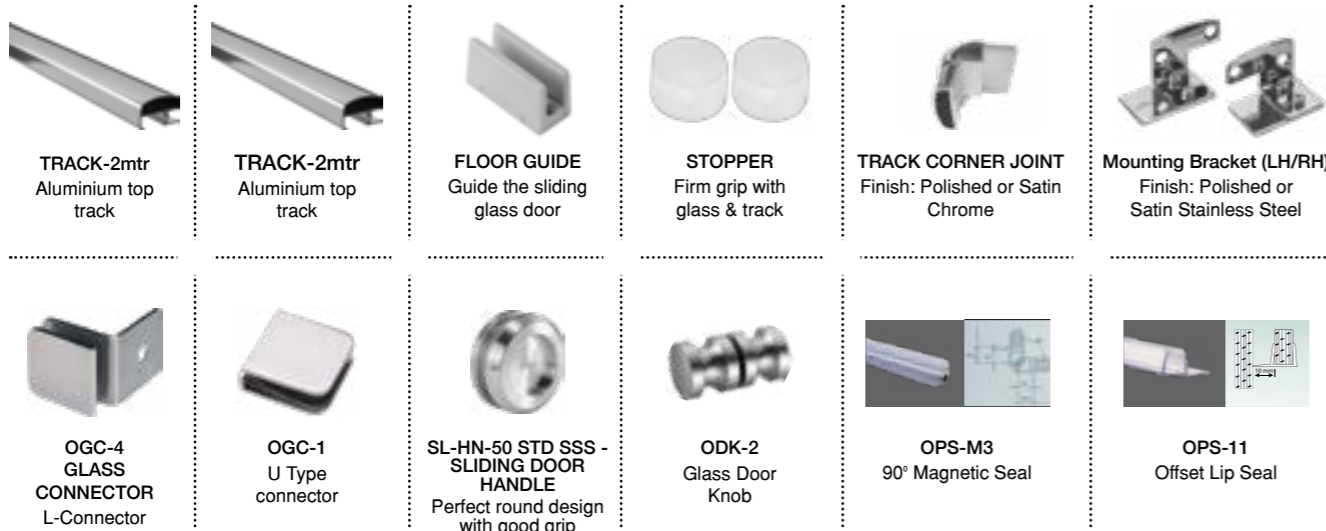 TRACK-2mtr
Aluminium top
track
TRACK-2mtr
Aluminium top
track
FLOOR GUIDE
Guide the sliding
glass door
STOPPER
Firm grip with
glass & track
TRACK CORNER JOINT
Finish: Polished or Satin
Chrome
Mounting Bracket (LH/RH)
Finish: Polished or
Satin Stainless Steel
OGC-4
GLASS
CONNECTOR
L-Connector
OGC-1
U Type
connector
SL-HN-50 STD SSS -
SLIDING DOOR
HANDLE
Perfect round design
with good grip
ODK-2
Glass Door
Knob
OPS-M3
90° Magnetic Seal
10 mm
OPS-11
Offset Lip Seal